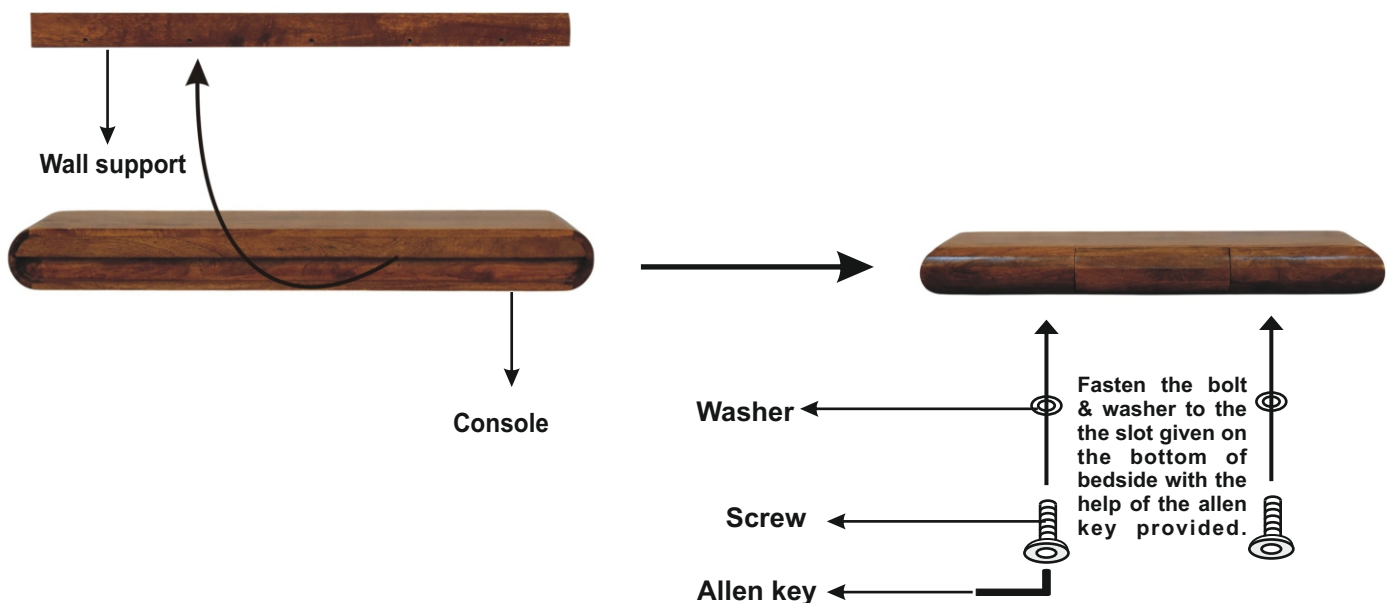 Wall support
Console
Washer
Fasten the bolt
& washer to the
the slot given on
the bottom of
bedside with the
help of the allen
key provided.
Screw
Allen key